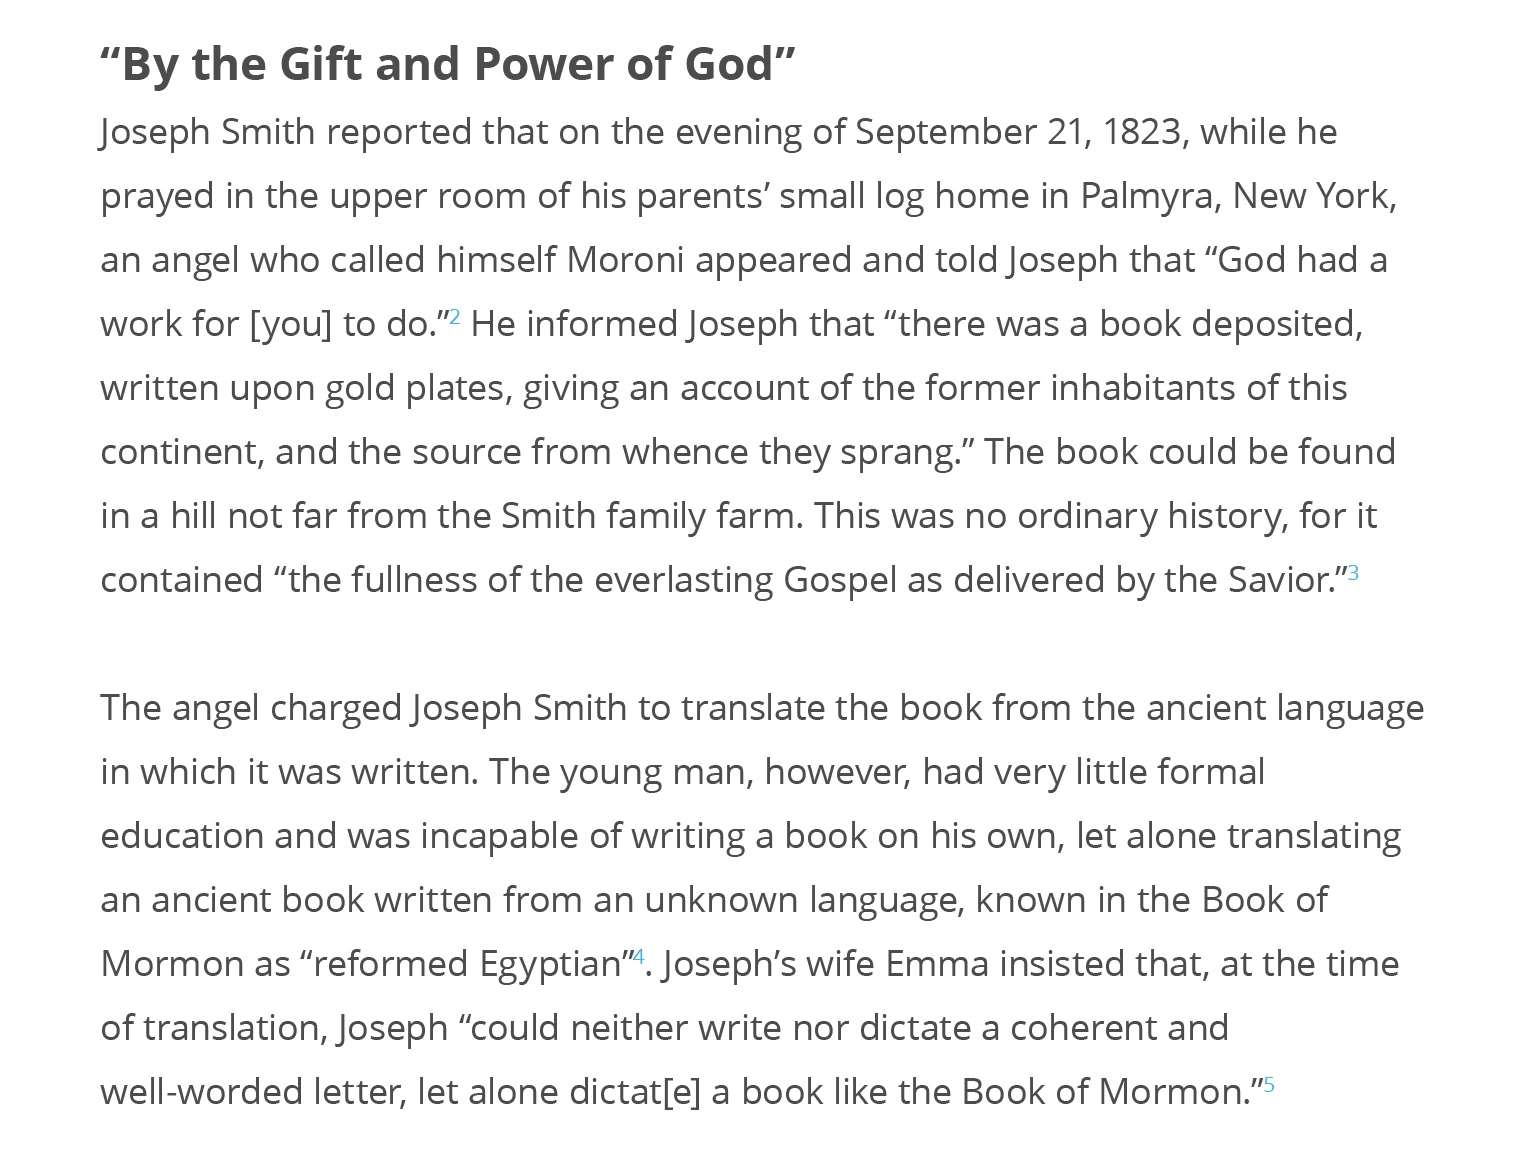 “By the Gift and Power of God”
Joseph Smith reported that on the evening of September 21, 1823, while he
prayed in the upper room of his parents’ small log home in Palmyra, New York,
an angel who called himself Moroni appeared and told Joseph that “God had a
work for [you] to do.”2 He informed Joseph that “there was a book deposited,
written upon gold plates, giving an account of the former inhabitants of this
continent, and the source from whence they sprang.” The book could be found
in a hill not far from the Smith family farm. This was no ordinary history, for it
contained “the fullness of the everlasting Gospel as delivered by the Savior.”3
The angel charged Joseph Smith to translate the book from the ancient language
in which it was written. The young man, however, had very little formal
education and was incapable of writing a book on his own, let alone translating
an ancient book written from an unknown language, known in the Book of
Mormon as “reformed Egyptian”4. Joseph’s wife Emma insisted that, at the time
of translation, Joseph “could neither write nor dictate a coherent and
well-worded letter, let alone dictat[e] a book like the Book of Mormon.”5